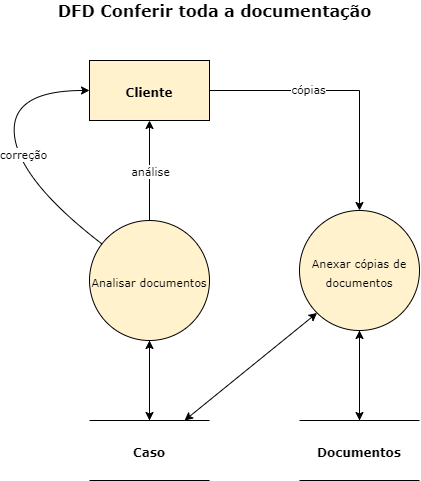 DFD Conferir toda a documentação
Cliente
cópias
correção
análise
Analisar documentos
Anexar cópias de
documentos
Caso
Documentos